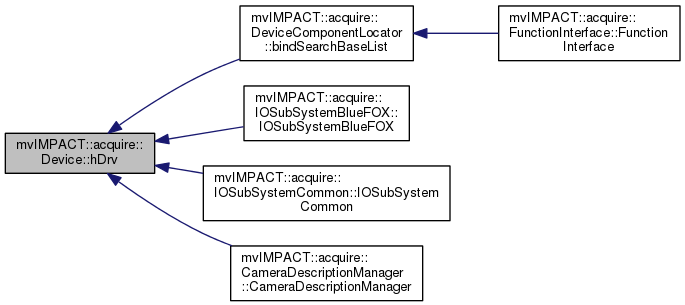 mvIMPACT::acquire::
DeviceComponentLocator
::bindSearchBaseList
mvIMPACT::acquire::
FunctionInterface::Function
Interface
mvIMPACT::acquire::
IOSubSystemBlueFOX::
IOSubSystemBlueFOX
mvIMPACT::acquire::
Device::hDrv
mvIMPACT::acquire::
IOSubSystemCommon::IOSubSystem
Common
mvIMPACT::acquire::
CameraDescriptionManager
::CameraDescriptionManager